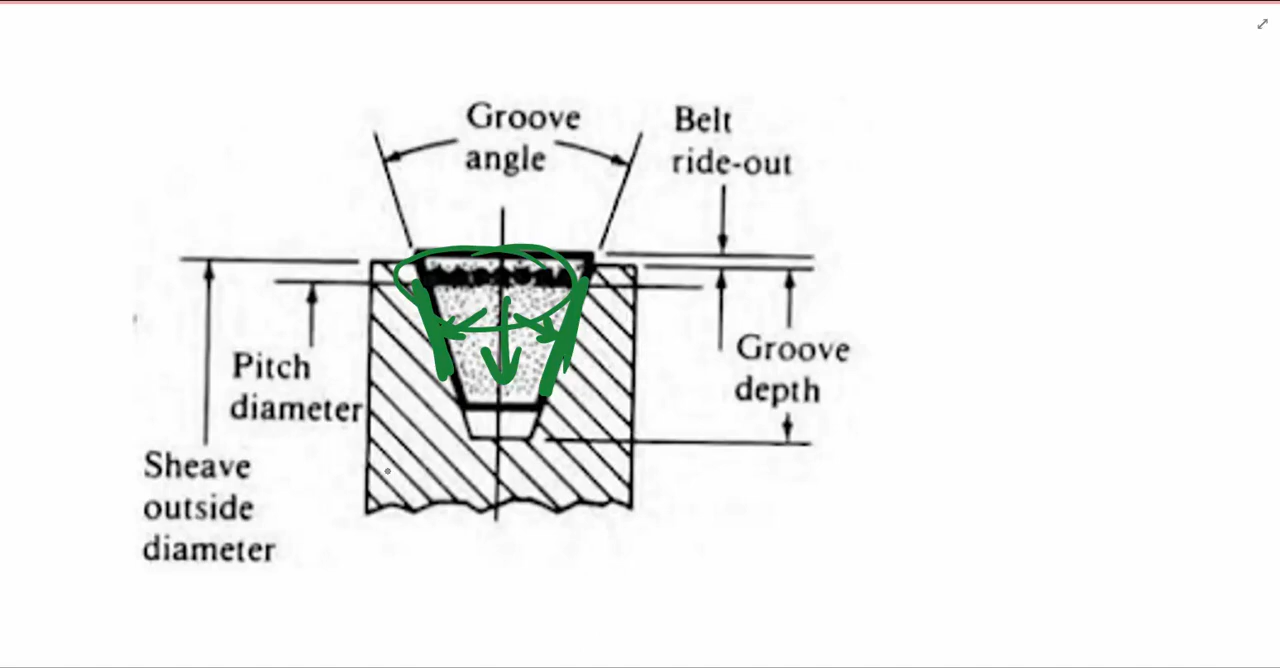 Groove
angle
Belt
ride-out
Pitch
diameter
Groove
depth
Sheave
outside
diameter